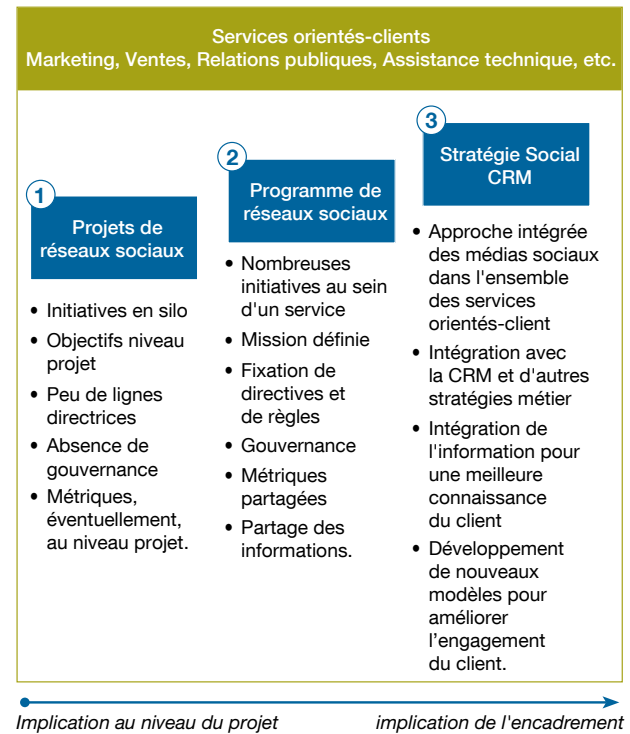 Services orientés-clients
Marketing, Ventes, Relations publiques, Assistance technique, etc.
1
Projets de
réseaux sociaux
• Initiatives en silo
• Objectifs niveau
projet
• Peu de lignes
directrices
• Absence de
gouvernance
• Métriques,
éventuellement,
au niveau projet.
2
Programme de
réseaux sociaux
• Nombreuses
initiatives au sein
d'un service
• Mission définie
• Fixation de
directives et
de règles
• Gouvernance
• Métriques
partagées
• Partage des
informations.
3
Stratégie Social
CRM
• Approche intégrée
des médias sociaux
dans l'ensemble
des services
orientés-client
• Intégration avec
la CRM et d'autres
stratégies métier
• Intégration de
l'information pour
une meilleure
connaissance
du client
• Développement
de nouveaux
modèles pour
améliorer
l’engagement
du client.
Implication au niveau du projet
implication de l'encadrement